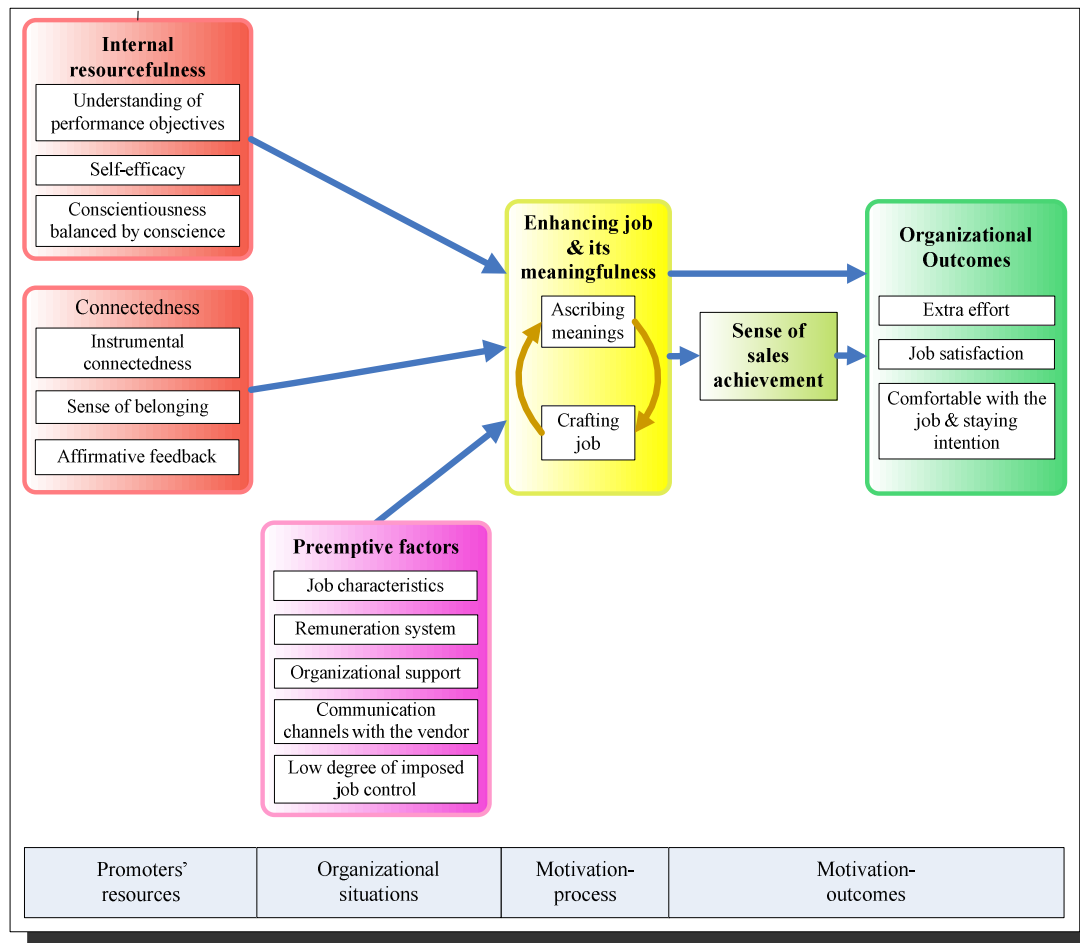 Internal
resourcefulness
Understanding of
performance objectives
Self-efficacy
Conscientiousness
balanced by conscience
Connectedness
Instrumental
connectedness
Sense of belonging
Affirmative feedback
Preemptive factors
Job characteristics
Remuneration system
Organizational support
Communication
channels with the vendor
Low degree of imposed
job control
Enhancing job
& its
meaningfulness
Ascribing
meanings
Crafting
job
Sense of
sales
achievement
Organizational
Outcomes
Extra effort
Job satisfaction
Comfortable with the
job & staying
intention
Promoters'
resources
Organizational
situations
Motivation-
process
Motivation-
outcomes